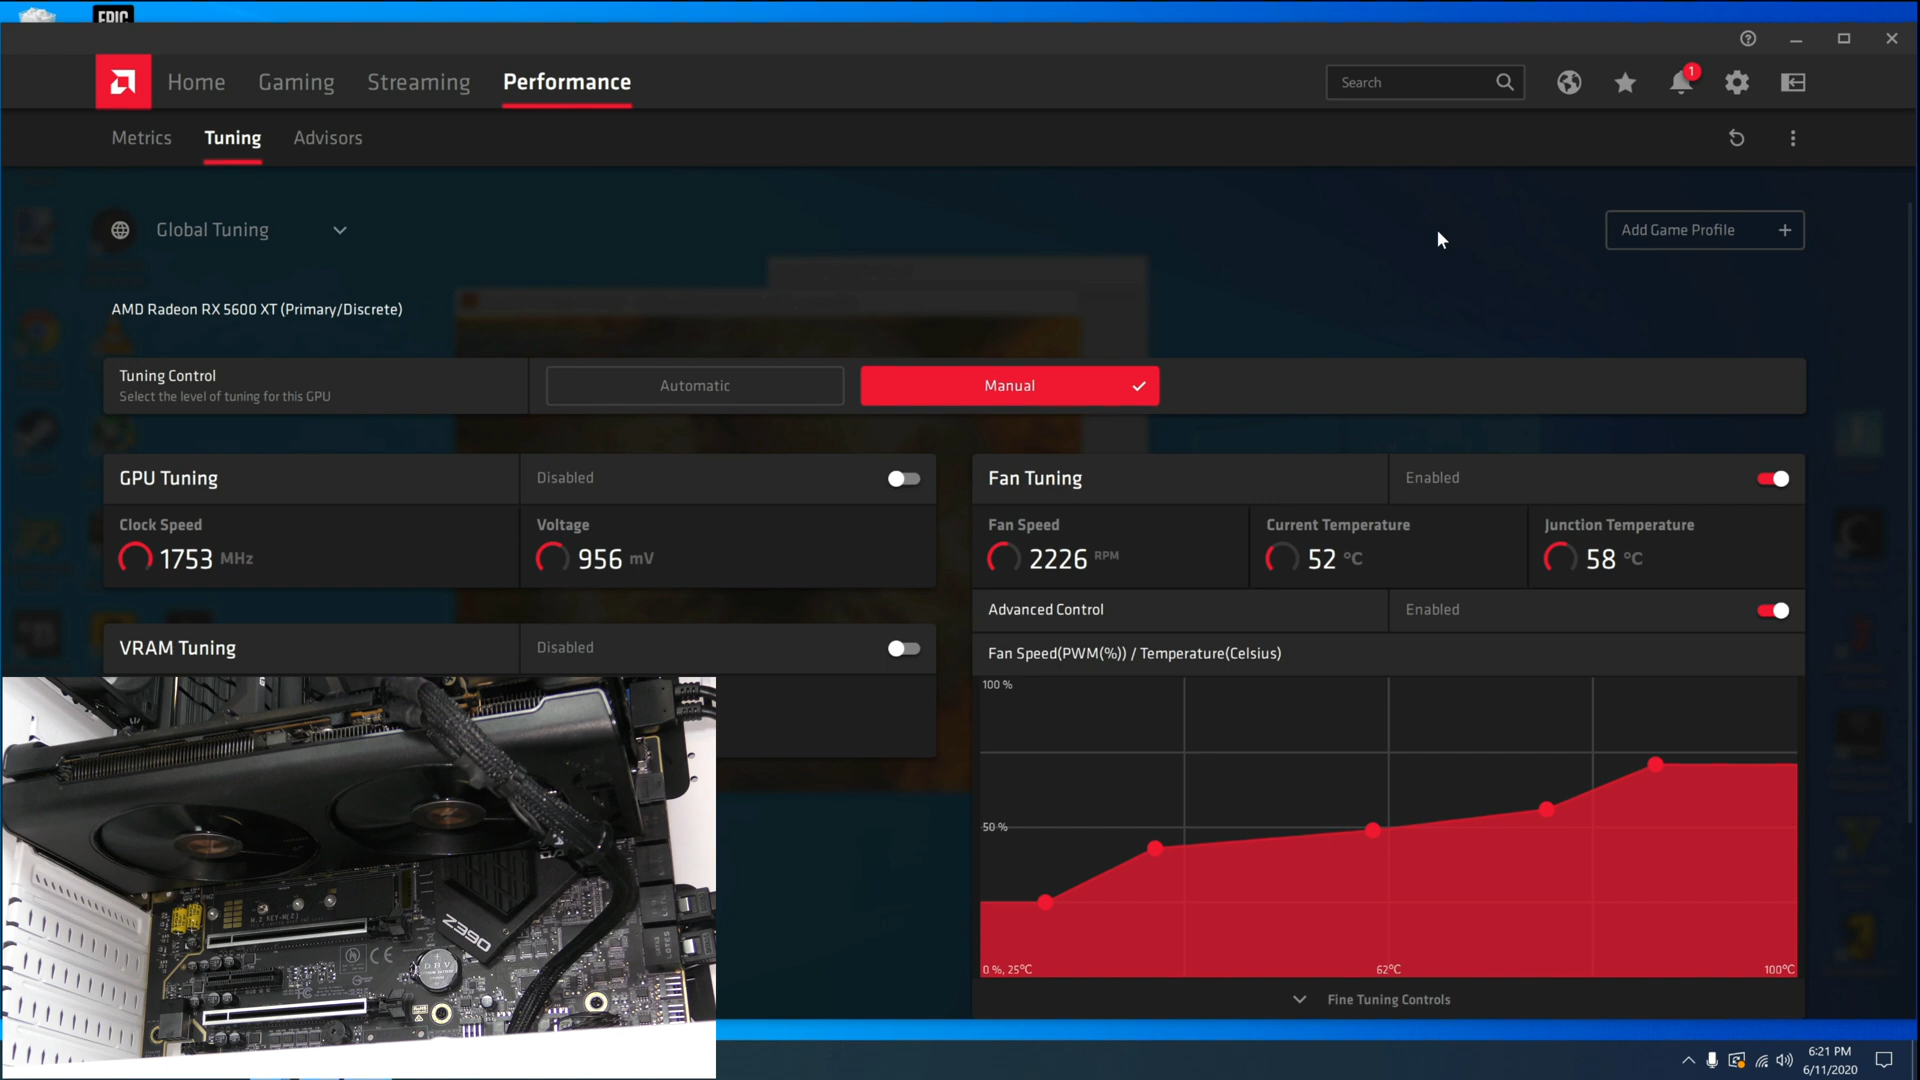 EPIC
Home Gaming Streaming Performance
Search
1
Metrics Tuning Advisors
Global Tuning
Add Game Profile
AMD Radeon RX 5600 XT (Primary/Discrete)
Tuning Control
Select the level of tuning for this GPU
Automatic
Manual
GPU Tuning Disabled
Clock Speed
1753 MHz
Voltage
956 mV
VRAM Tuning Disabled
Fan Tuning Enabled
Fan Speed
2226 RPM
Current Temperature
52 °C
Junction Temperature
58 °C
Advanced Control Enabled
Fan Speed(PWM(%)) / Temperature(Celsius)
100 %
50 %
0 %, 25°C
62°C
100°C
Fine Tuning Controls
Z390
CE
6:21 PM
6/11/2020